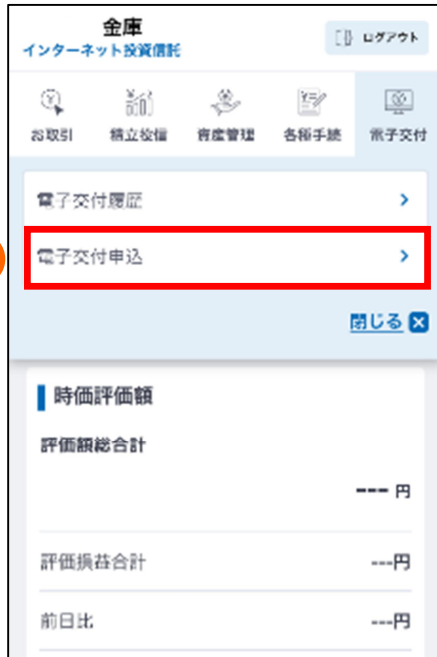 金庫
インターネット投資信託
ログアウト
お取引 積立投信 資産管理 各種手続 電子交付
電子交付履歴
電子交付申込
閉じる
時価評価額
評価額総合計
--- 円
評価損益合計 ---円
前日比 ---円